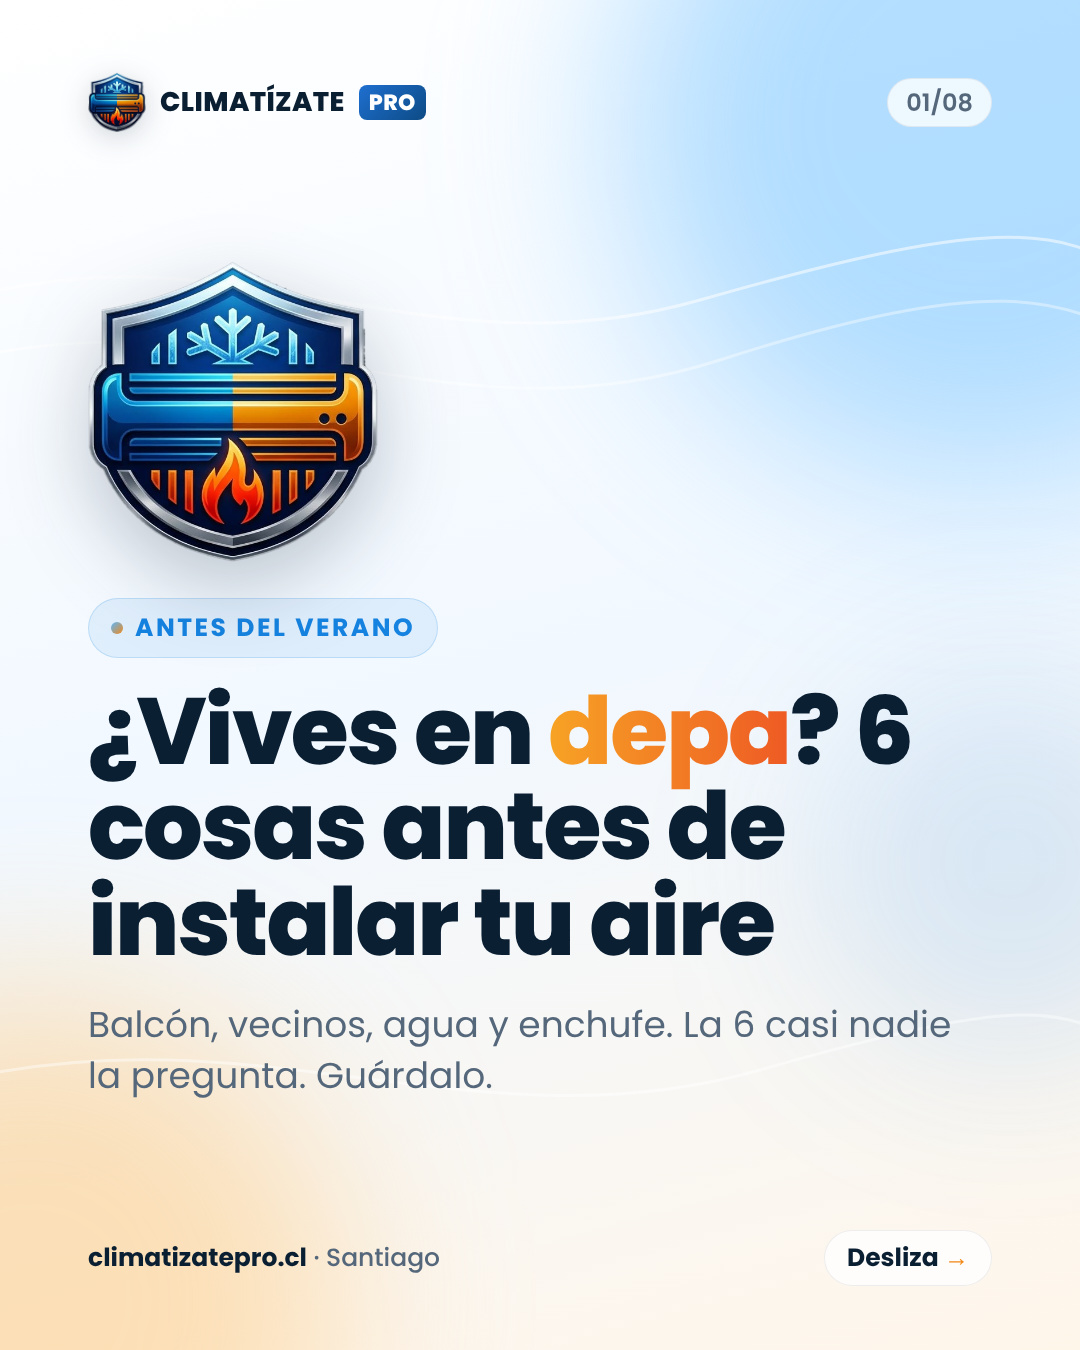 CLIMATÍZATE PRO
01/08
ANTES DEL VERANO
¿Vives en depa? 6
cosas antes de
instalar tu aire
Balcón, vecinos, agua y enchufe. La 6 casi nadie
la pregunta. Guárdalo.
climatizatepro.cl · Santiago
Desliza →